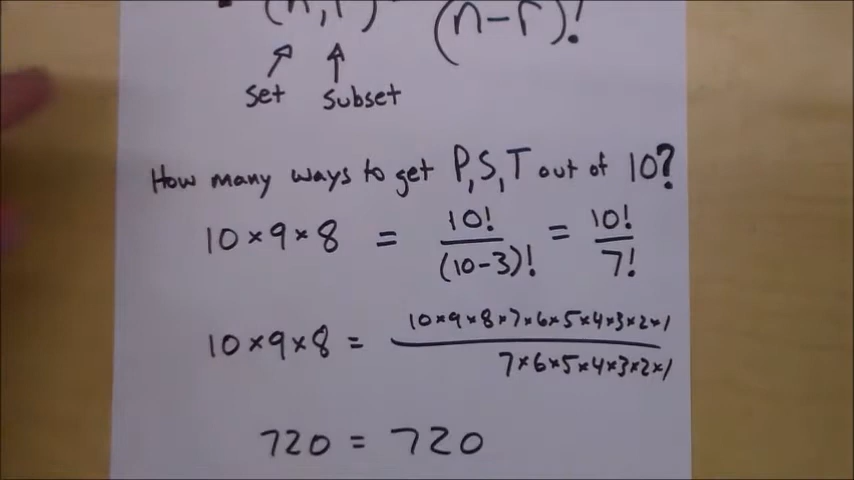 (n,r) (n-r)!
Set Subset
How many ways to get P,S,T out of 10?
10×9×8 = 10!/(10-3)! = 10!/7!
10×9×8 = 10×9×8×7×6×5×4×3×2×1 / 7×6×5×4×3×2×1
720 = 720